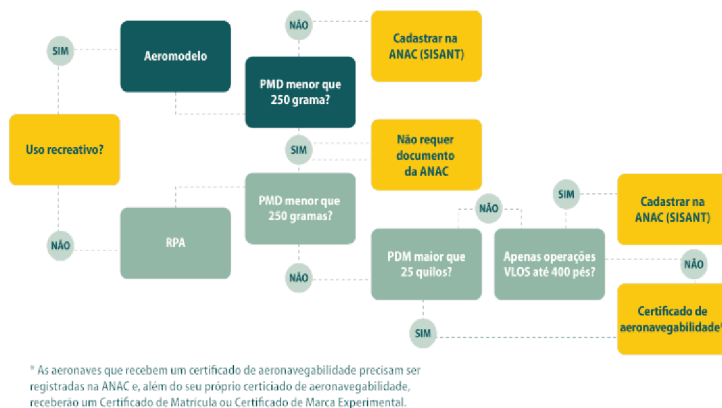 NÃO
Cadastrar na
ANAC (SISANT)
SIM
Aeromodelo
PMD menor que
250 grama?
Uso recreativo?
SIM
Não requer
documento
da ANAC
PMD menor que
250 gramas?
SIM
Cadastrar na
ANAC (SISANT)
NÃO
NÃO
RPA
NÃO
PDM maior que
25 quilos?
Apenas operações
VLOS até 400 pés?
NÃO
SIM
Certificado de
aeronavegabilidade*
* As aeronaves que recebem um certificado de aeronavegabilidade precisam ser
registradas na ANAC e, além do seu próprio certiciado de aeronavegabilidade,
receberão um Certificado de Matrícula ou Certificado de Marca Experimental.